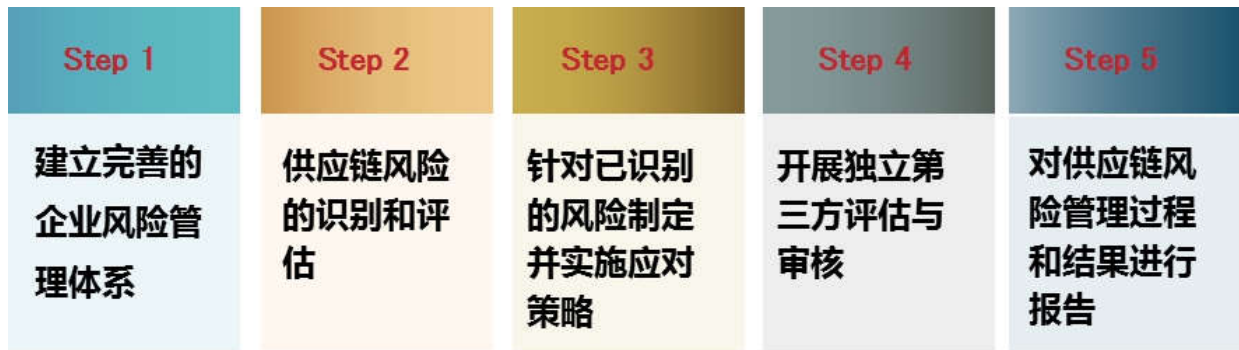 Step 1
建立完善的
企业风险管
理体系
Step 2
供应链风险
的识别和评
估
Step 3
针对已识别
的风险制定
并实施应对
策略
Step 4
开展独立第
三方评估与
审核
Step 5
对供应链风
险管理过程
和结果进行
报告